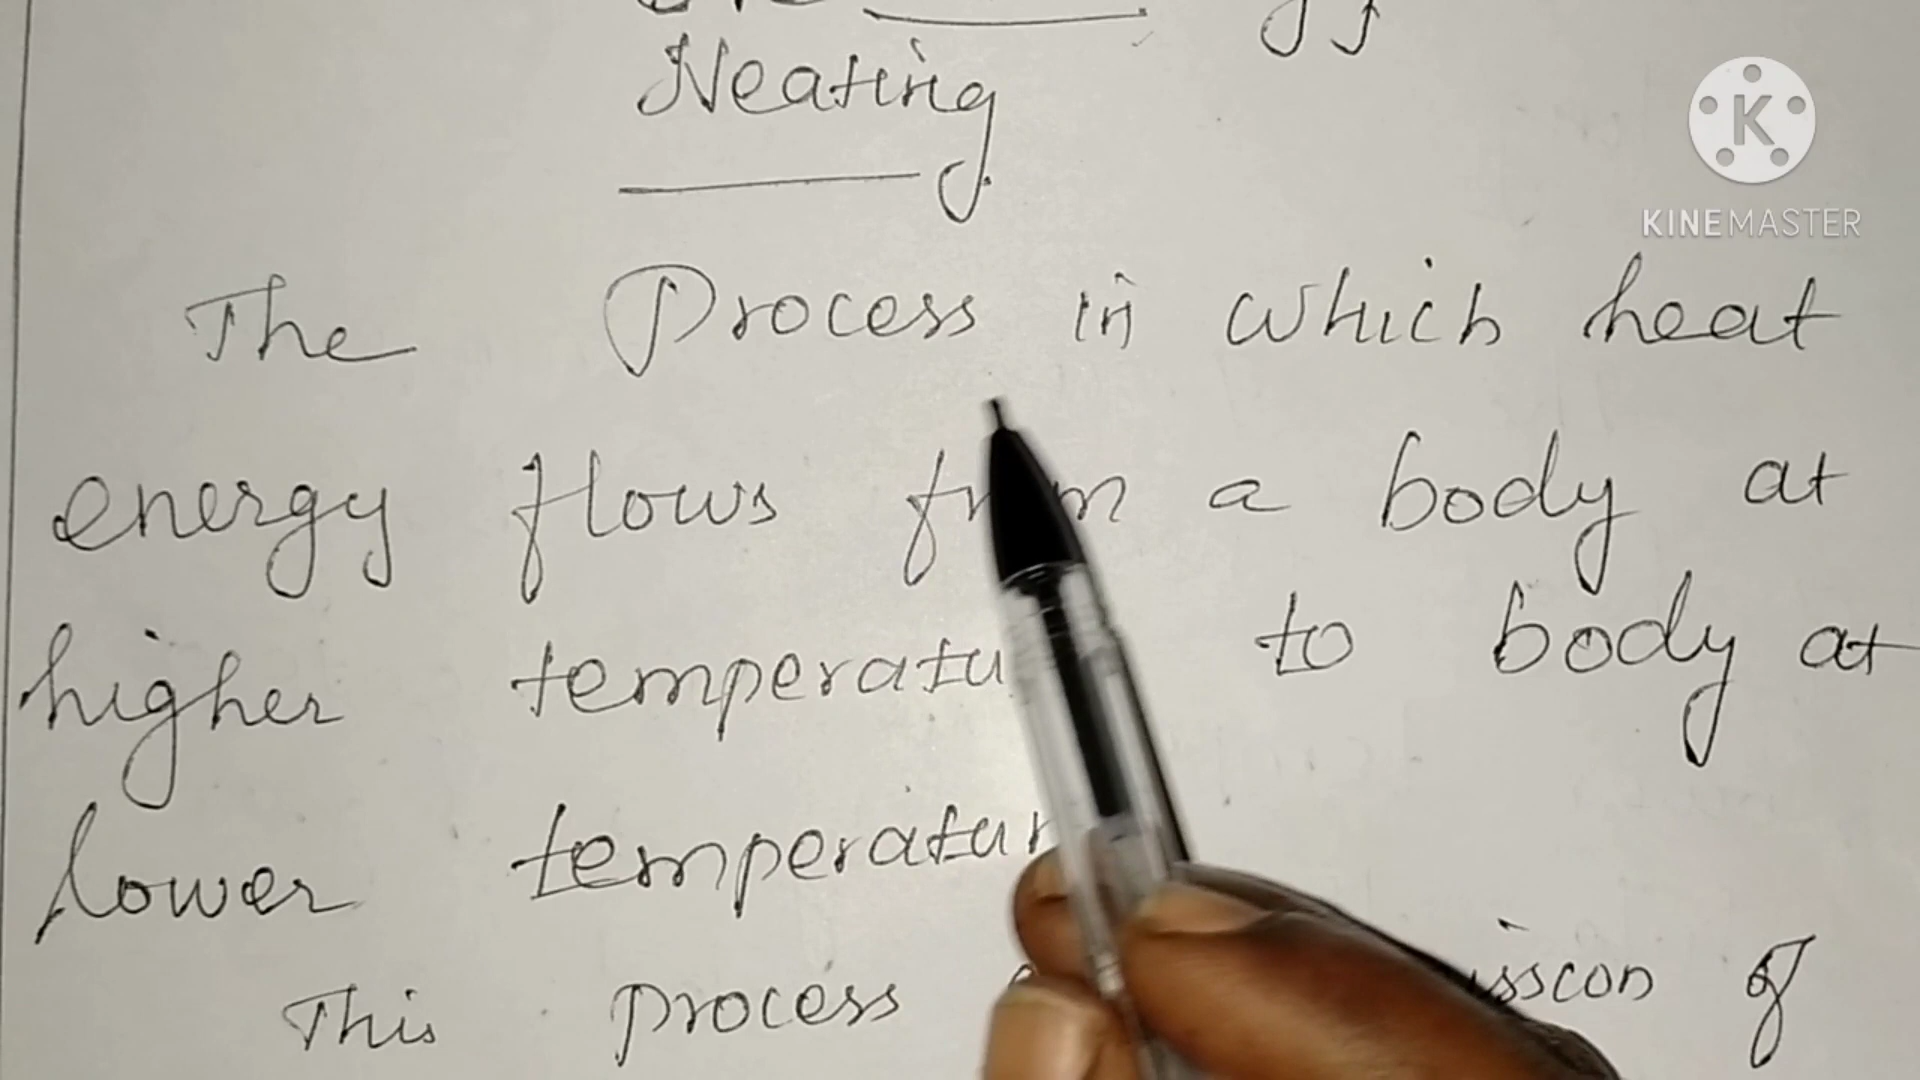 Heating
KINEMASTER
The Process in which heat
energy flows from a body at
higher to body at
lower
This process of